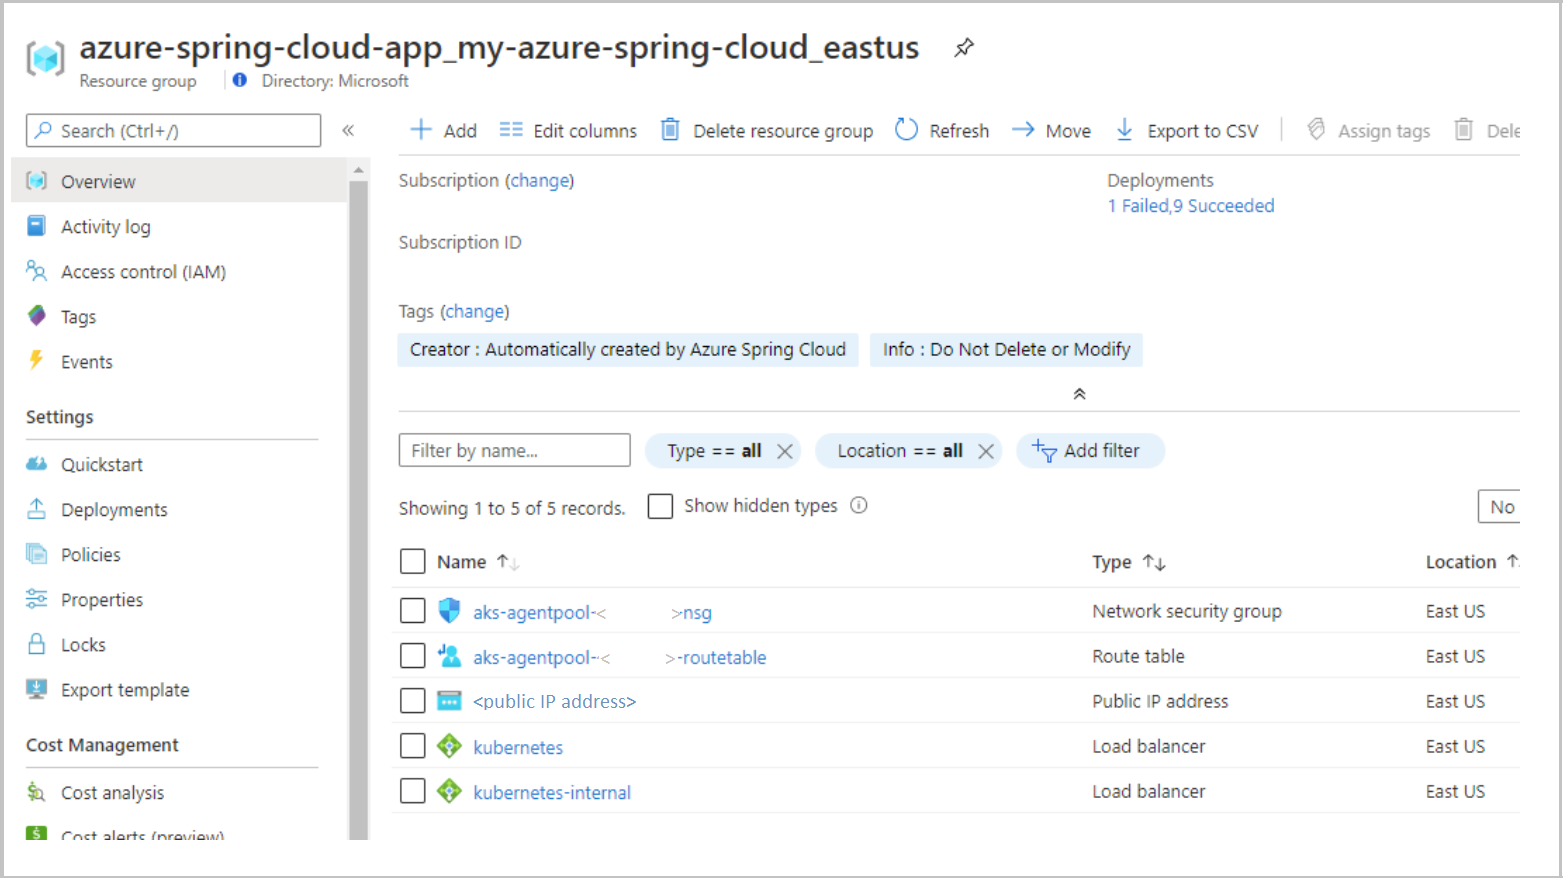 azure-spring-cloud-app_my-azure-spring-cloud_eastus
Resource group
Directory: Microsoft
Search (Ctrl+/)
«
Add
Edit columns
Delete resource group
Refresh
Move
Export to CSV
Assign tags
Dele
Overview
Activity log
Access control (IAM)
Tags
Events
Settings
Quickstart
Deployments
Policies
Properties
Locks
Export template
Cost Management
Cost analysis
Cost alerts (preview)
Subscription (change)
Deployments
1 Failed,9 Succeeded
Subscription ID
Tags (change)
Creator : Automatically created by Azure Spring Cloud
Info : Do Not Delete or Modify
Filter by name...
Type == all
Location == all
Add filter
Showing 1 to 5 of 5 records.
Show hidden types
No
Name
Type
Location
aks-agentpool-< >nsg
Network security group
East US
aks-agentpool-< >-routetable
Route table
East US
<public IP address>
Public IP address
East US
kubernetes
Load balancer
East US
kubernetes-internal
Load balancer
East US